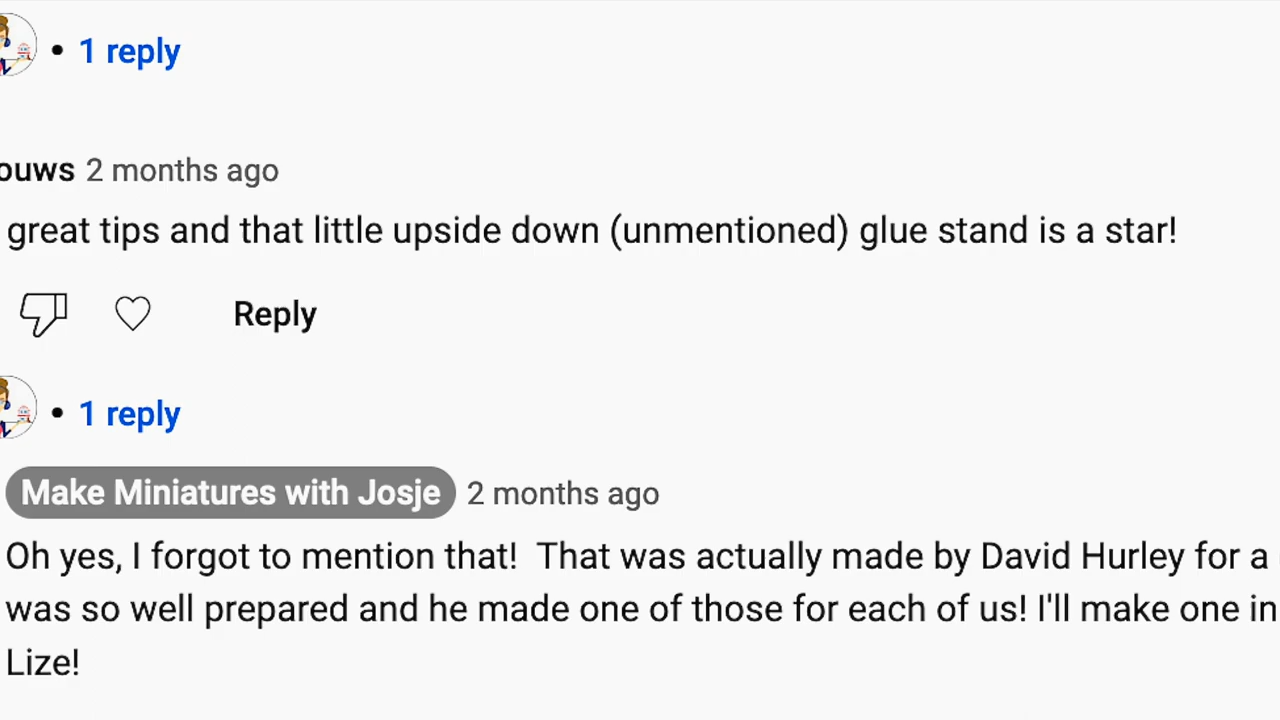 • 1 reply
ouws 2 months ago
great tips and that little upside down (unmentioned) glue stand is a star!
Reply
• 1 reply
Make Miniatures with Josje 2 months ago
Oh yes, I forgot to mention that! That was actually made by David Hurley for a
was so well prepared and he made one of those for each of us! I'll make one in
Lize!